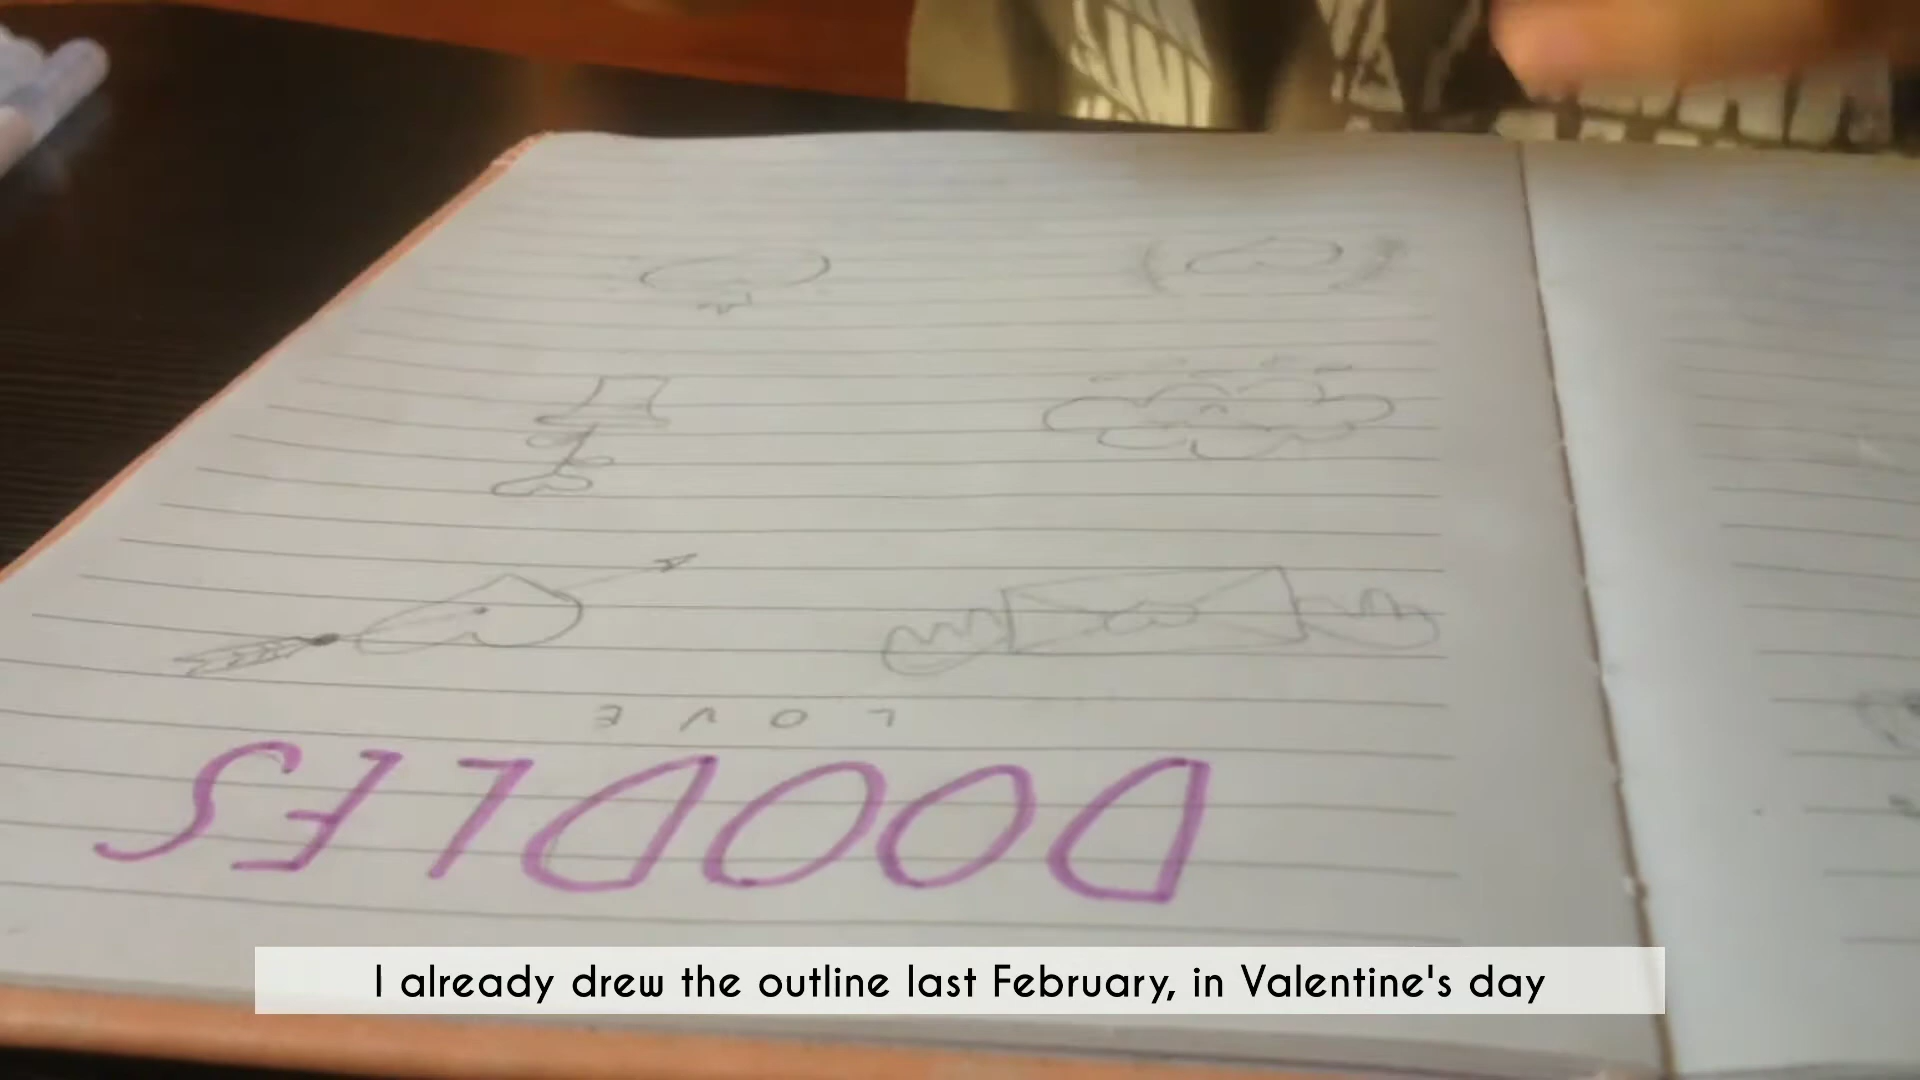 DOODLES
LOVE
I already drew the outline last February, in Valentine's day